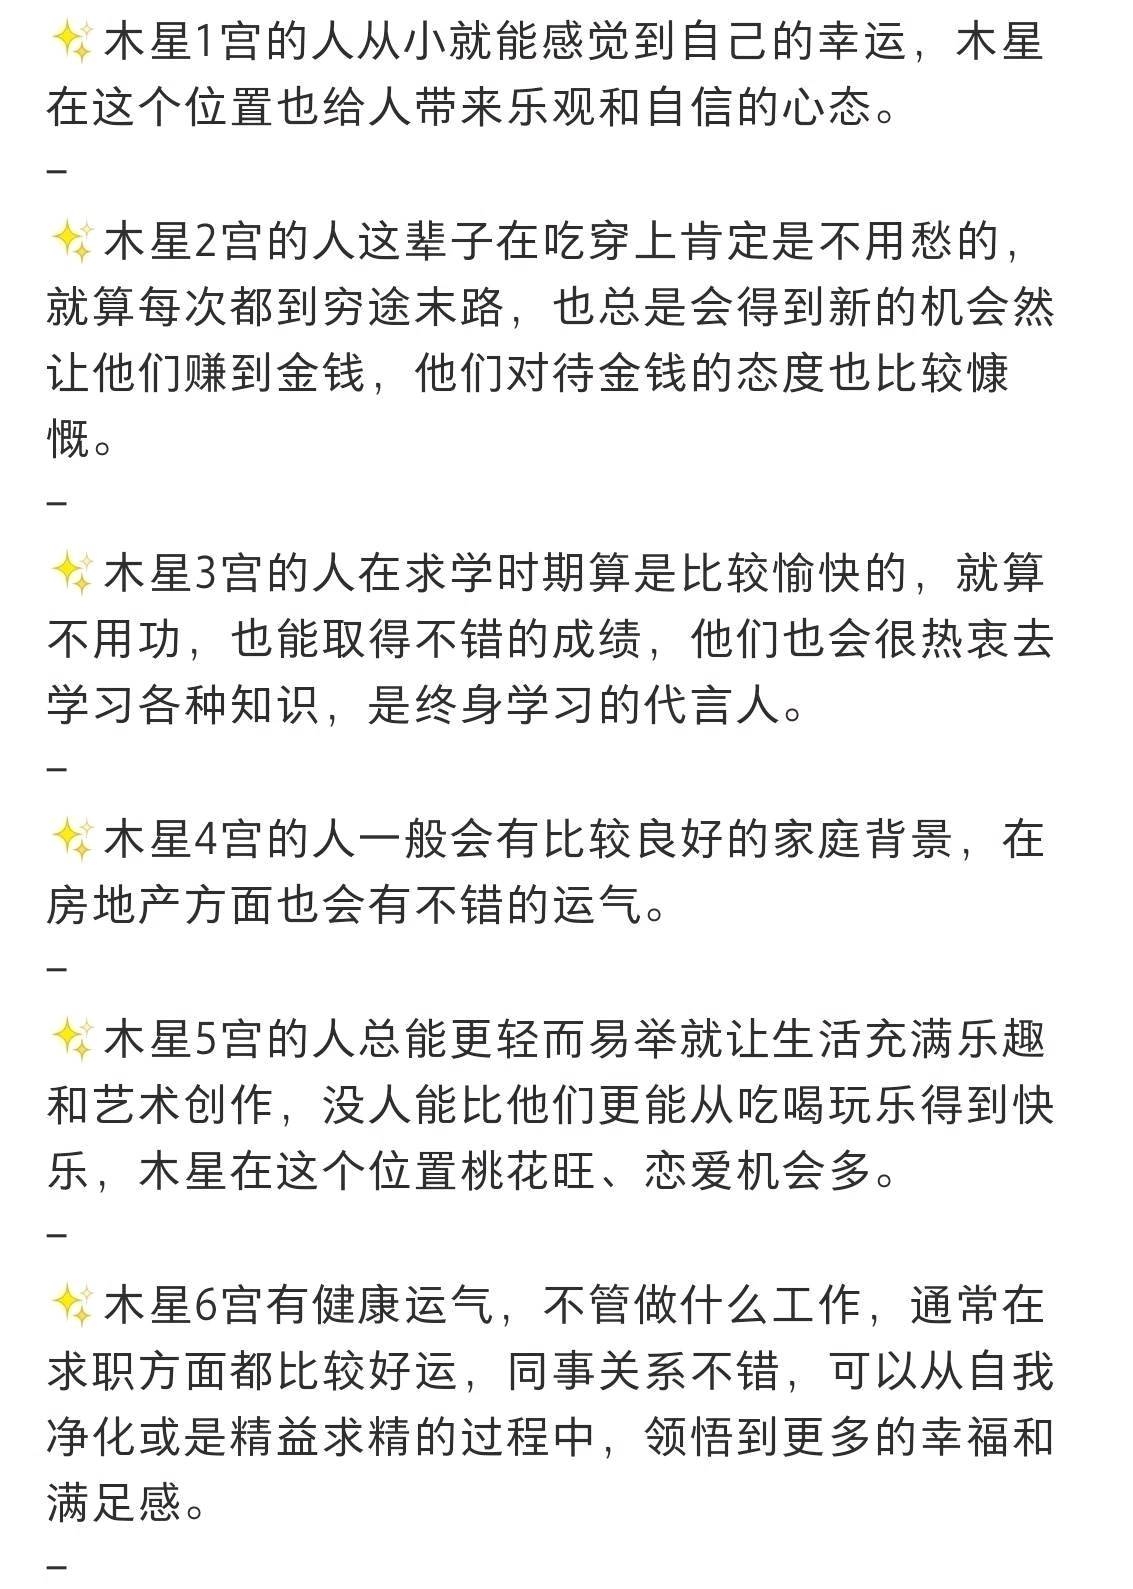 ✨木星1宫的人从小就能感觉到自己的幸运，木星
在这个位置也给人带来乐观和自信的心态。
–
✨木星2宫的人这辈子在吃穿上肯定是不用愁的，
就算每次都到穷途末路，也总是会得到新的机会然
让他们赚到金钱，他们对待金钱的态度也比较慷
慨。
–
✨木星3宫的人在求学时期算是比较愉快的，就算
不用功，也能取得不错的成绩，他们也会很热衷去
学习各种知识，是终身学习的代言人。
–
✨木星4宫的人一般会有比较良好的家庭背景，在
房地产方面也会有不错的运气。
–
✨木星5宫的人总能更轻而易举就让生活充满乐趣
和艺术创作，没人能比他们更能从吃喝玩乐得到快
乐，木星在这个位置桃花旺、恋爱机会多。
–
✨木星6宫有健康运气，不管做什么工作，通常在
求职方面都比较好运，同事关系不错，可以从自我
净化或是精益求精的过程中，领悟到更多的幸福和
满足感。
–